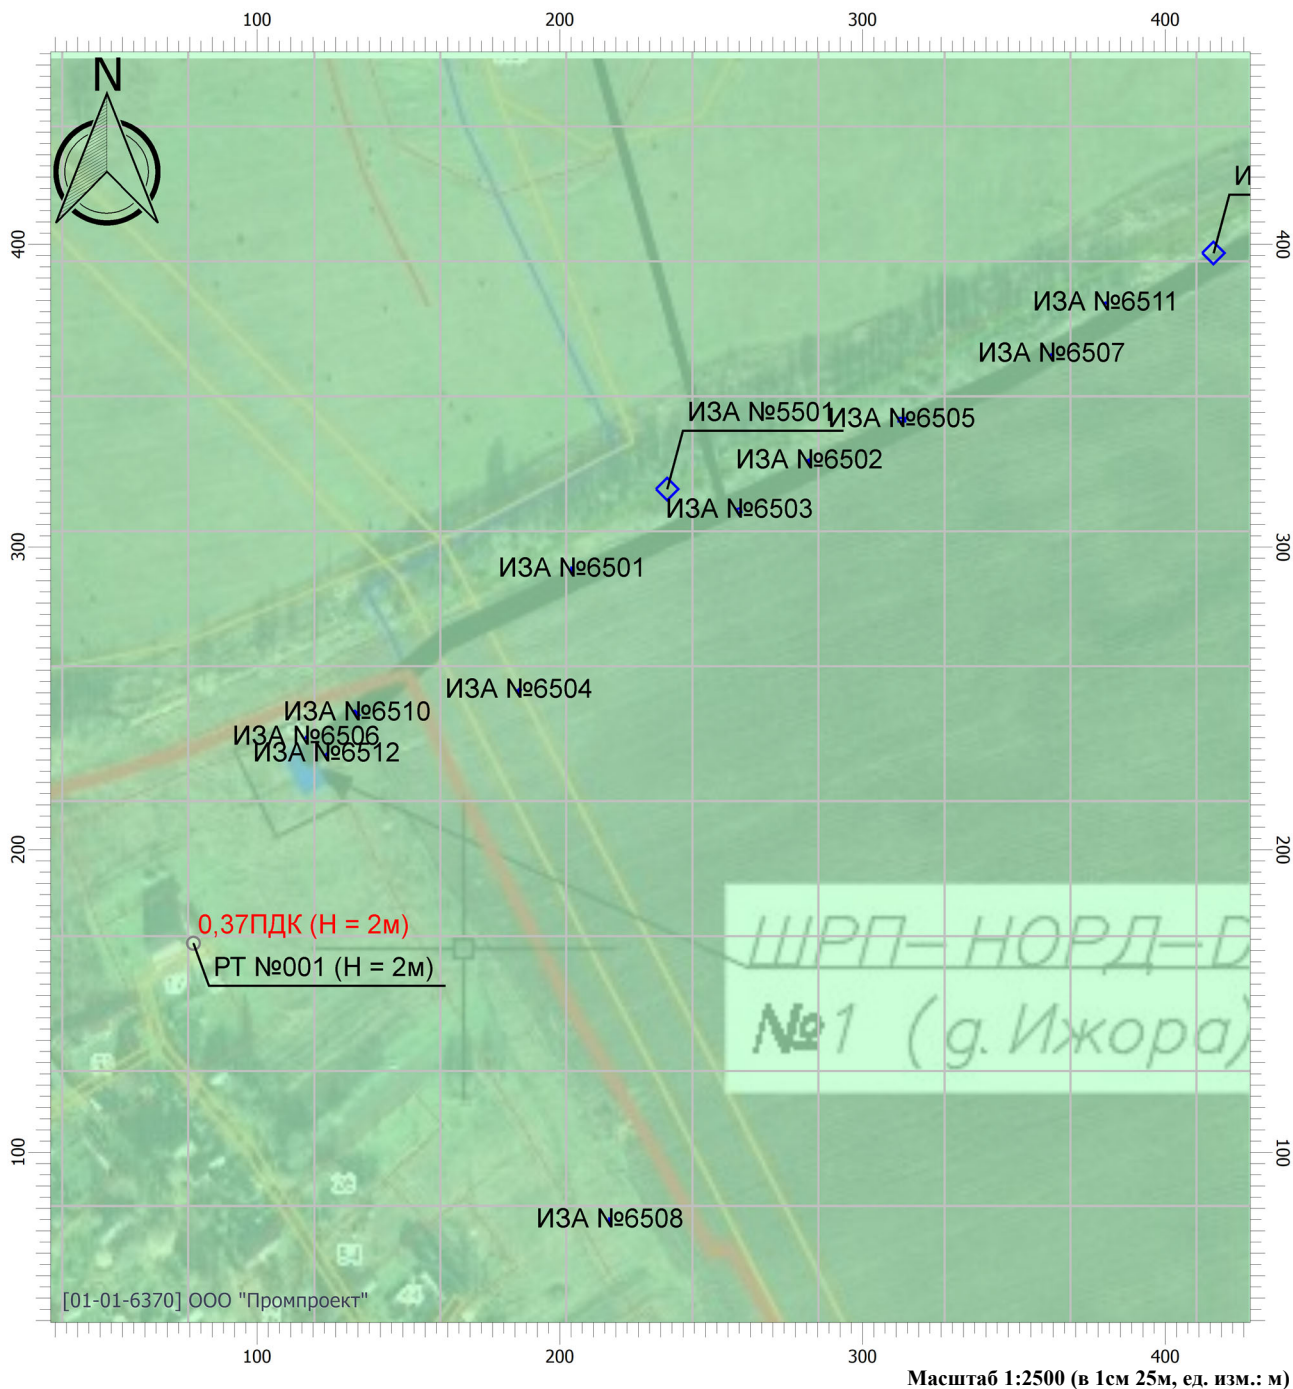 100 200 300 400
N
И
400 400
ИЗА №6511
ИЗА №6507
ИЗА №5501
ИЗА №6505
ИЗА №6502
ИЗА №6503
300 300
ИЗА №6501
ИЗА №6504
ИЗА №6510
ИЗА №6506
ИЗА №6512
200 200
0,37ПДК (Н = 2м)
РТ №001 (Н = 2м)
ШРП– НОРД–D
№1 (д. Ижора)
100 100
ИЗА №6508
[01-01-6370] ООО "Промпроект"
100 200 300 400
Масштаб 1:2500 (в 1см 25м, ед. изм.: м)